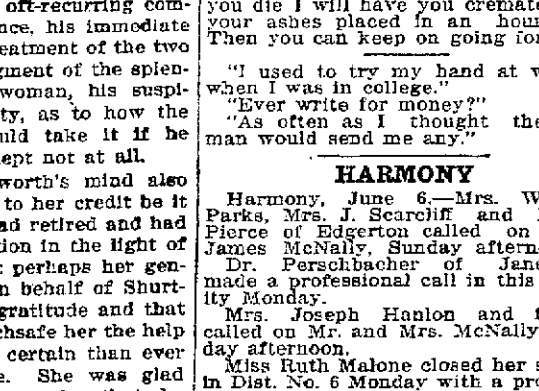 oft-recurring com-
nce, his immediate
eatment of the two
gment of the splen-
woman, his suspi-
ty, as to how the
uld take it if he
ept not at all.
worth's mind also
to her credit be it
ad retired and had
tion in the light of
perhaps her gen-
n behalf of Shurt-
gratitude and that
chsafe her the help
certain than ever
e. She was glad
you die I will have you cremate
your ashes placed in an hour
Then you can keep on going for
"I used to try my hand at w
when I was in college."
"Ever write for money?"
"As often as I thought the
man would send me any."
HARMONY
Harmony, June 6.—Mrs. W
Parks, Mrs. J. Scarcliff and
Pierce of Edgerton called on
James McNally, Sunday aftern-
Dr. Perschbacher of Jane
made a professional call in this
ity Monday.
Mrs. Joseph Hanlon and f
called on Mr. and Mrs. McNally
day afternoon.
Miss Ruth Malone closed her s
in Dist. No. 6 Monday with a pr